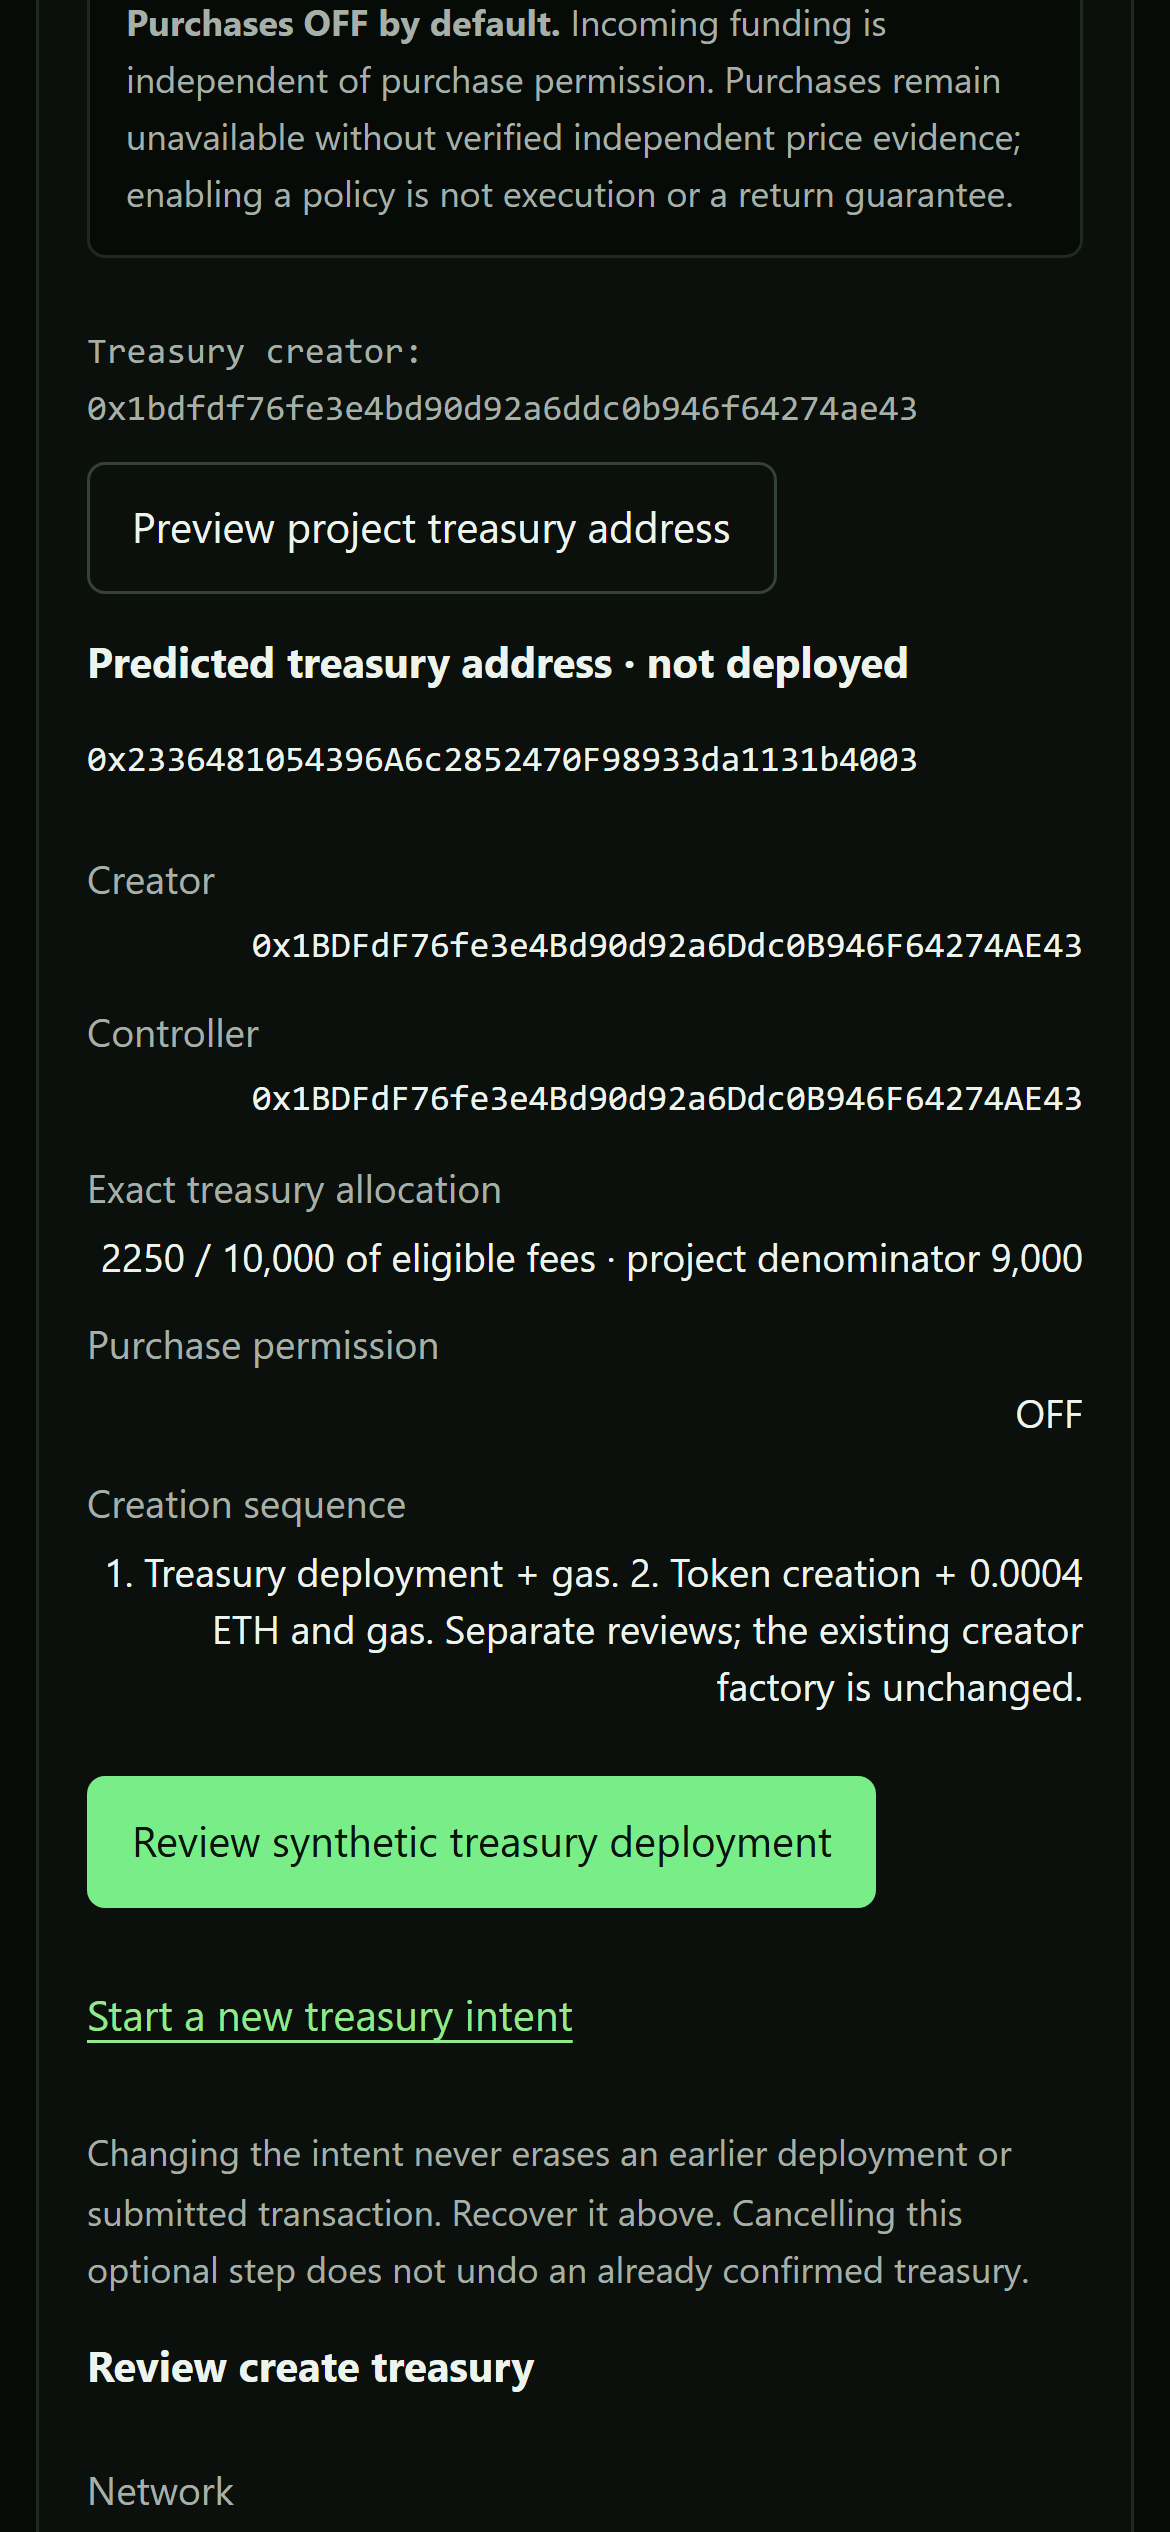 Purchases OFF by default. Incoming funding is
independent of purchase permission. Purchases remain
unavailable without verified independent price evidence;
enabling a policy is not execution or a return guarantee.
Treasury creator:
0x1bdfdf76fe3e4bd90d92a6ddc0b946f64274ae43
Preview project treasury address
Predicted treasury address · not deployed
0x2336481054396A6c2852470F98933da1131b4003
Creator
0x1BDFdF76fe3e4Bd90d92a6Ddc0B946F64274AE43
Controller
0x1BDFdF76fe3e4Bd90d92a6Ddc0B946F64274AE43
Exact treasury allocation
2250 / 10,000 of eligible fees · project denominator 9,000
Purchase permission
OFF
Creation sequence
1. Treasury deployment + gas. 2. Token creation + 0.0004
ETH and gas. Separate reviews; the existing creator
factory is unchanged.
Review synthetic treasury deployment
Start a new treasury intent
Changing the intent never erases an earlier deployment or
submitted transaction. Recover it above. Cancelling this
optional step does not undo an already confirmed treasury.
Review create treasury
Network